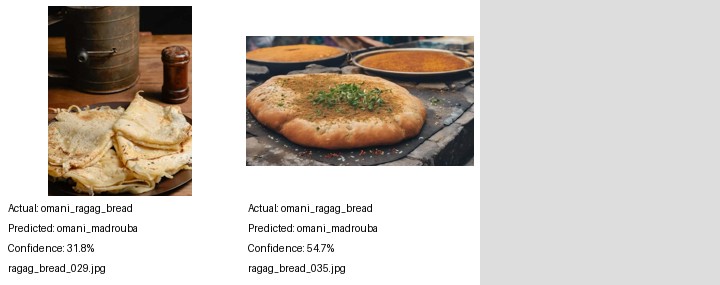 Actual: omani_ragag_bread
Predicted: omani_madrouba
Confidence: 31.8%
ragag_bread_029.jpg
Actual: omani_ragag_bread
Predicted: omani_madrouba
Confidence: 54.7%
ragag_bread_035.jpg